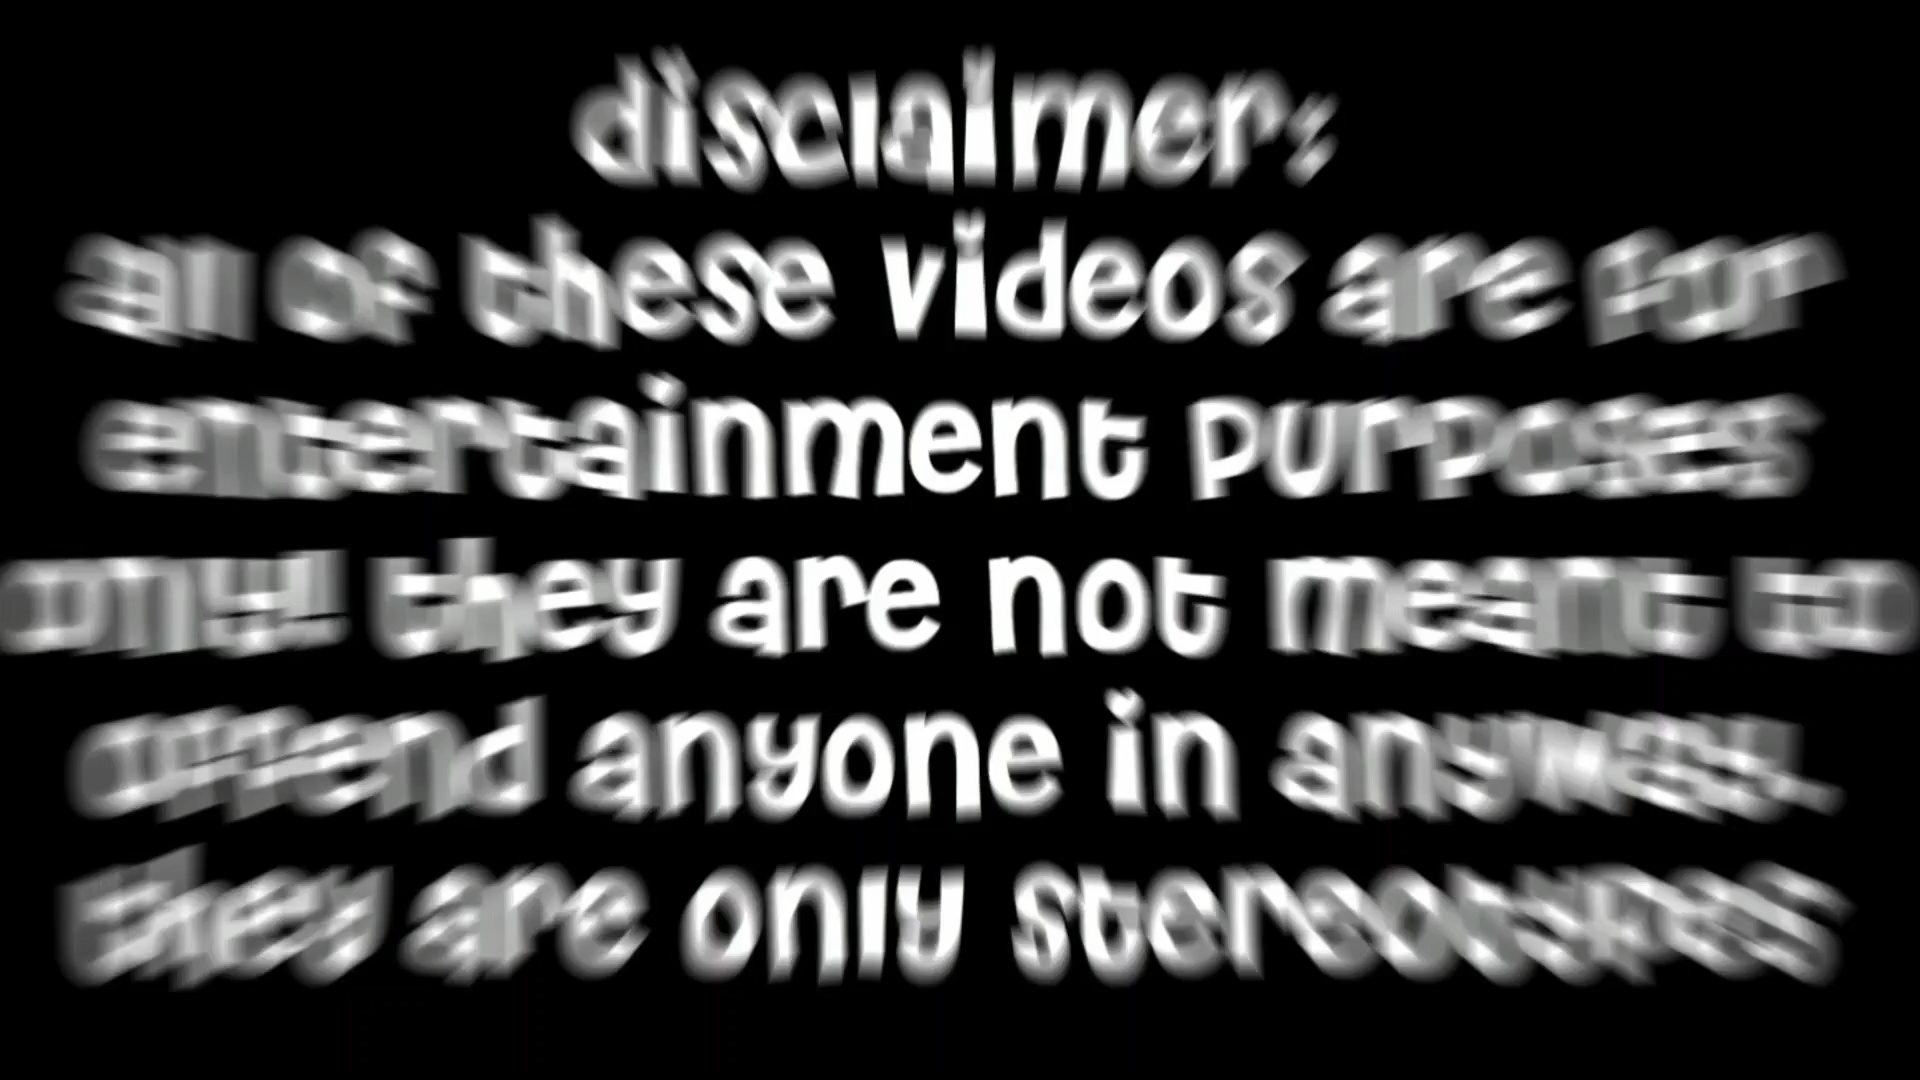 disclaimer:
all of these videos are for
entertainment purposes
only! they are not meant to
offend anyone in anyway.
they are only stereotypes